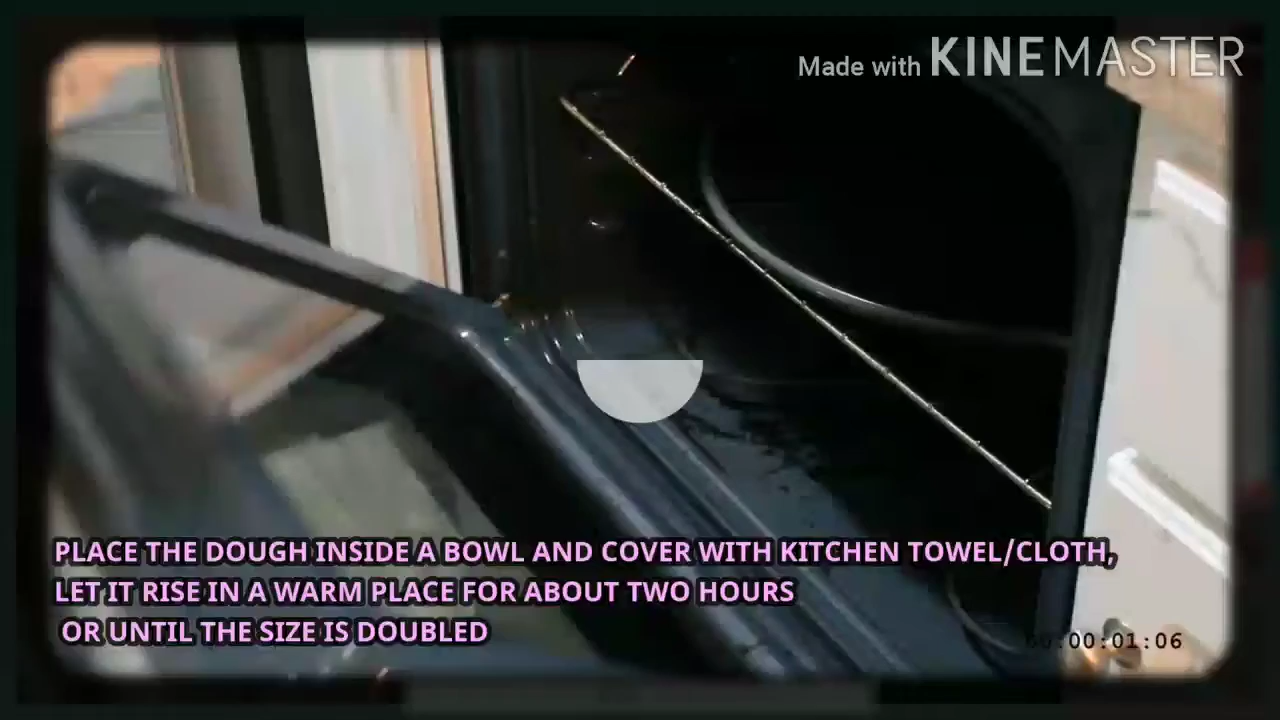 Made with KINEMASTER
PLACE THE DOUGH INSIDE A BOWL AND COVER WITH KITCHEN TOWEL/CLOTH,
LET IT RISE IN A WARM PLACE FOR ABOUT TWO HOURS
OR UNTIL THE SIZE IS DOUBLED
00:00:01:06